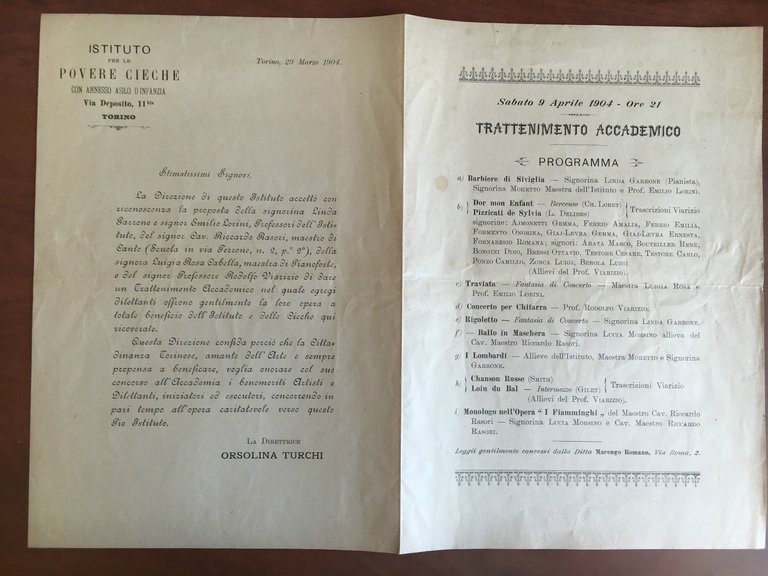 ISTITUTO
PER LE
POVERE CIECHE
CON ANNESSO ASILO D'INFANZIA
Via Deposito, 11 bis
TORINO
Torino, 29 Marzo 1904.
Stimatissimi Signori,
La Direzione di questo Istituto accettò con
riconoscenza la proposta della signorina Linda
Garrone e signor Emilio Lorini, Professori dell'Isti-
tuto, del signor Cav. Riccardo Rasori, maestro di
Canto (Scuola in via Perrone, n. 2, p.° 2°), della
signora Luigia Rosa Cabella, maestra di Pianoforte,
e del signor Professore Rodolfo Viarizio di dare
un Trattenimento Accademico nel quale egregi
dilettanti offrono gentilmente la loro opera a
totale beneficio dell'Istituto e delle Cieche qui
ricoverate.
Questa Direzione confida perciò che la Citta-
dinanza Torinese, amante dell'Arte e sempre
propensa a beneficare, voglia onorare col suo
concorso all'Accademia i benemeriti Artisti e
Dilettanti, iniziatori ed esecutori, concorrendo in
pari tempo all'opera caritatevole verso questo
Pio Istituto.
LA DIRETTRICE
ORSOLINA TURCHI
Sabato 9 Aprile 1904 - Ore 21
TRATTENIMENTO ACCADEMICO
PROGRAMMA
a) Barbiere di Siviglia — Signorina LINDA GARRONE (Pianista),
Signorina MORETTO Maestra dell'Istituto e Prof. EMILIO LORINI.
b) Dor mon Enfant — Berceuse (CH. LORET)
Pizzicati de Sylvia (L. DELIBES)
Trascrizioni Viarizio
signorine: AJMONETTI GEMMA, FERRIO AMALIA, FERRIO EMILIA,
FORMENTO ONORINA, GIAJ-LEVRA GEMMA, GIAJ-LEVRA ERNESTA,
FORNARESIO ROMANA; signori: ARATA MARCO, BOUTEILLER RENE,
BONGINI DINO, BRESSI OTTAVIO, TESTORE CESARE, TESTORE CARLO,
PONZO CAMILLO, ZONCA LUIGI, BEROLA LUIGI
(Allievi del Prof. VIARIZIO).
c) Traviata — Fantasia di Concerto — Maestra LUIGIA ROSA e
Prof. EMILIO LORINI.
d) Concerto per Chitarra — Prof. RODOLFO VIARIZIO.
e) Rigoletto — Fantasia di Concerto — Signorina LINDA GARRONE.
f) — Ballo in Maschera — Signorina LUCIA MORSINO allieva del
Cav. Maestro Riccardo Rasori.
g) I Lombardi — Allieve dell'Istituto, Maestra MORETTO e Signorina
GARRONE.
h) Chanson Russe (SMITH)
Loin du Bal — Intermezzo (GILET)
Trascrizioni Viarizio
(Allievi del Prof. VIARIZIO).
i) Monologo nell'Opera " I Fiamminghi „ del Maestro Cav. Riccardo
Rasori — Signorina LUCIA MORSINO e Cav. Maestro RICCARDO
RASORI.
Leggii gentilmente concessi dalla Ditta Marengo Romano, Via Roma, 2.